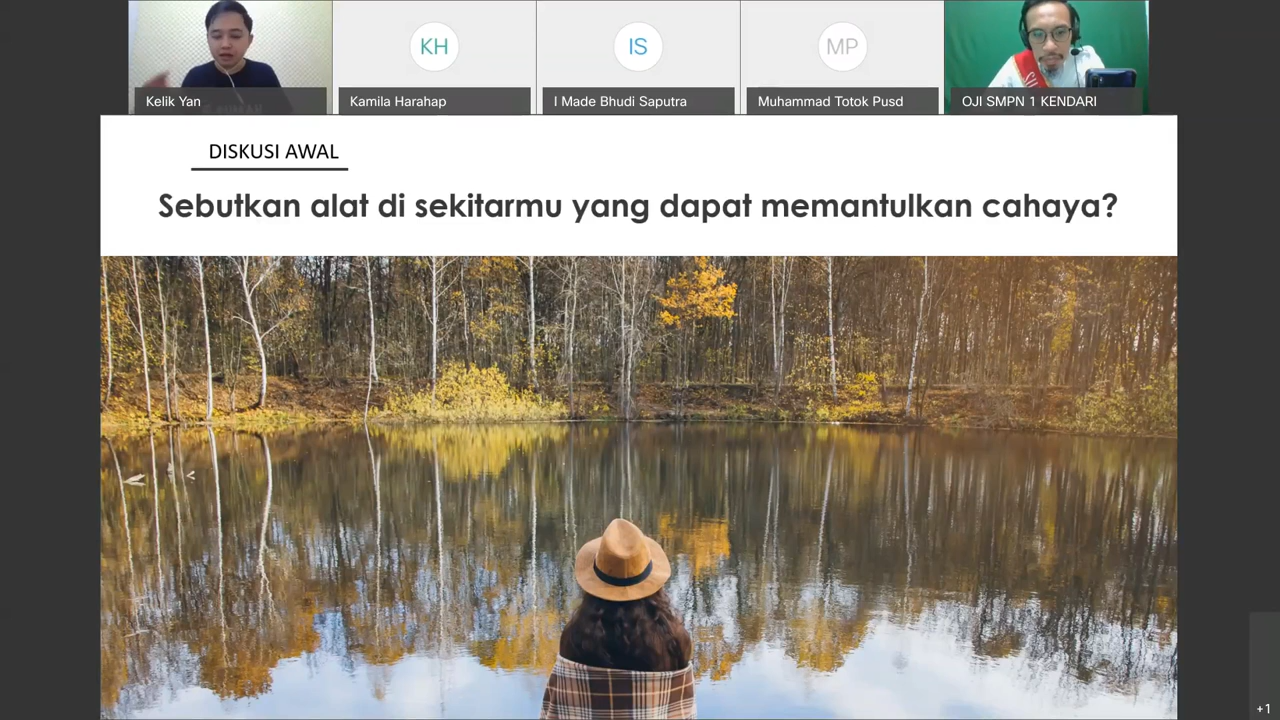 KH
IS
MP
Kelik Yan
Kamila Harahap
I Made Bhudi Saputra
Muhammad Totok Pusd
OJI SMPN 1 KENDARI
DISKUSI AWAL
Sebutkan alat di sekitarmu yang dapat memantulkan cahaya?
+1